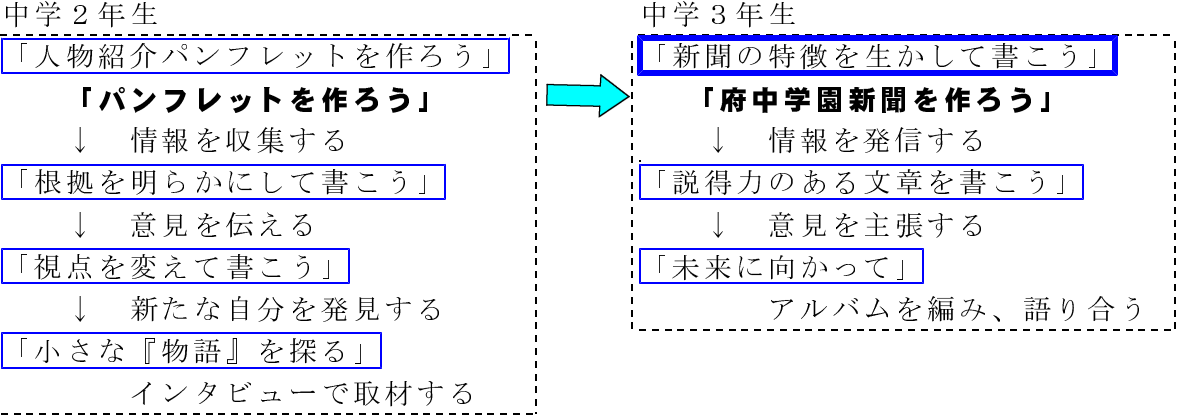 中学２年生
「人物紹介パンフレットを作ろう」
「パンフレットを作ろう」
↓　情報を収集する
「根拠を明らかにして書こう」
↓　意見を伝える
「視点を変えて書こう」
↓　新たな自分を発見する
「小さな『物語』を探る」
インタビューで取材する
中学３年生
「新聞の特徴を生かして書こう」
「府中学園新聞を作ろう」
↓　情報を発信する
「説得力のある文章を書こう」
↓　意見を主張する
「未来に向かって」
アルバムを編み、語り合う